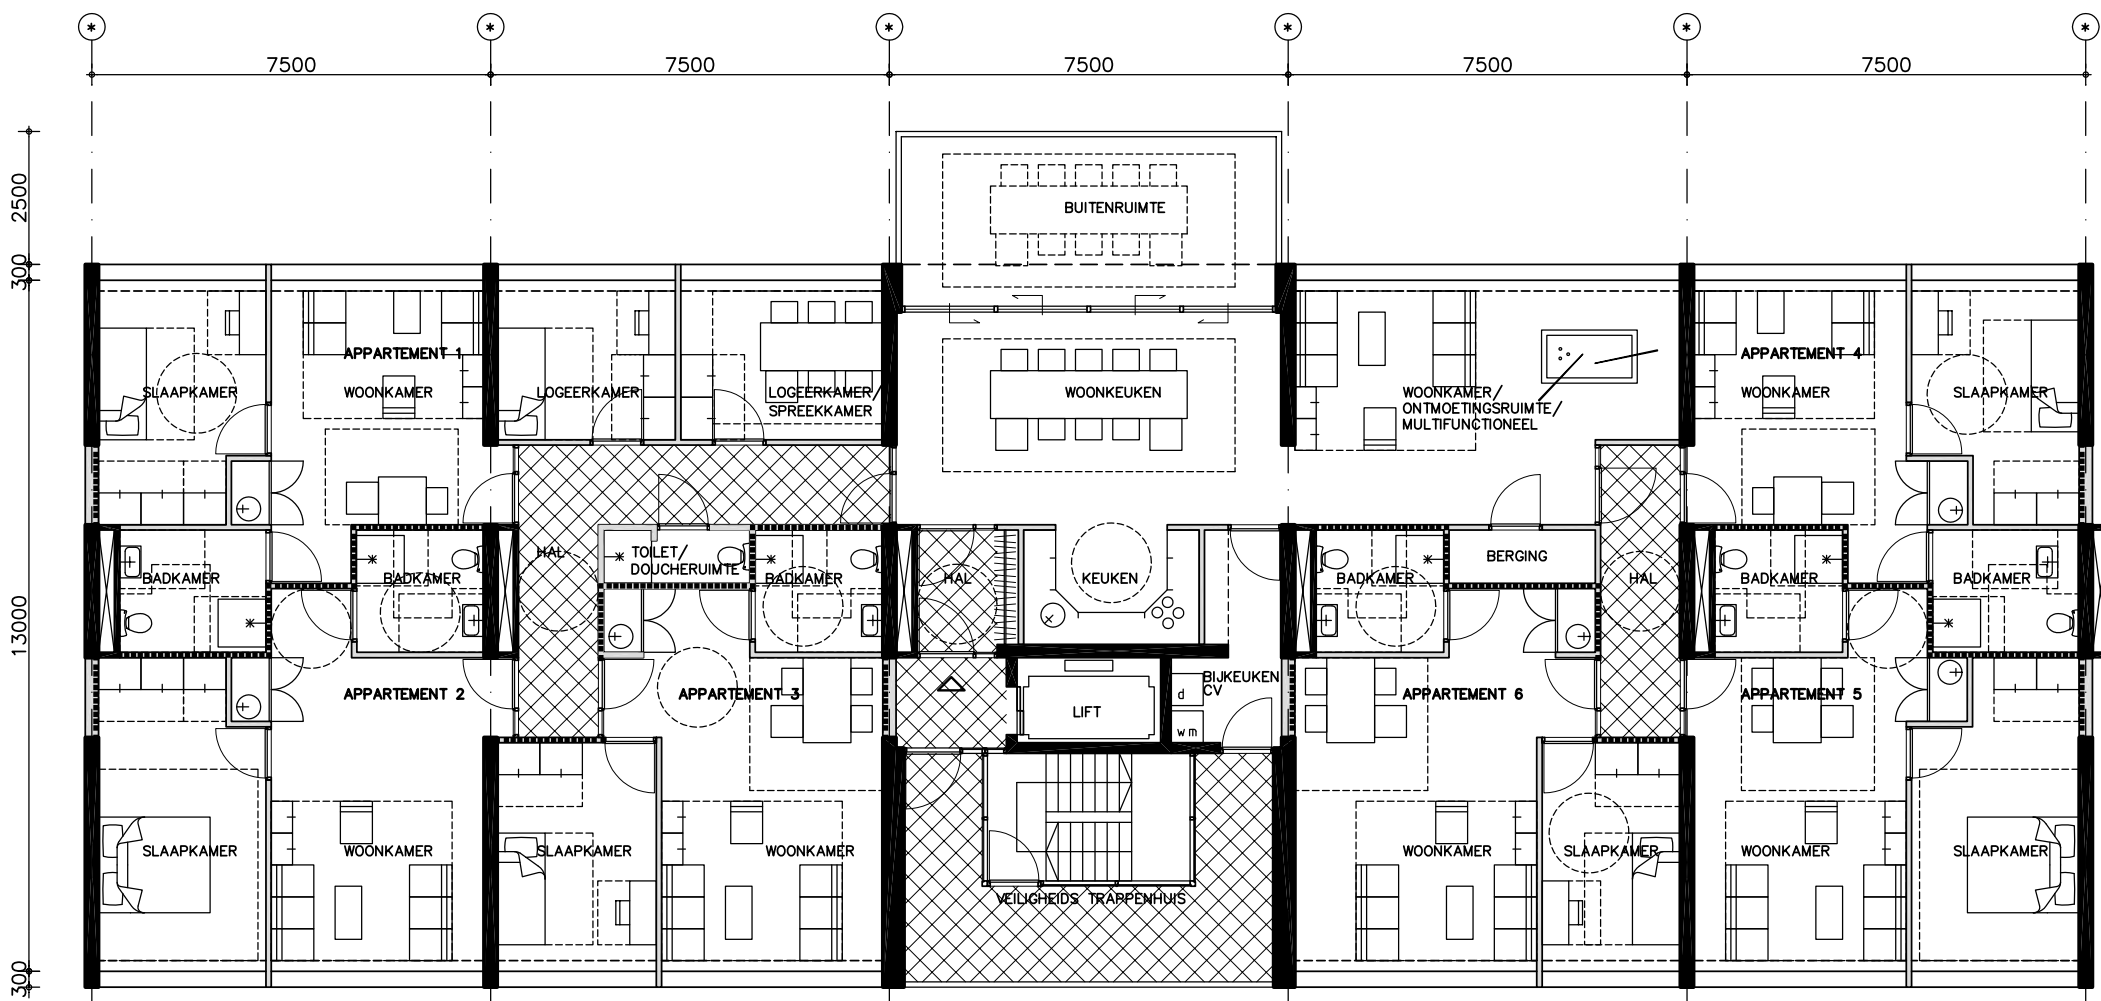 * * * * * *
7500 7500 7500 7500 7500
2500
BUITENRUIMTE
300
APPARTEMENT 1 APPARTEMENT 4
SLAAPKAMER WOONKAMER LOGEERKAMER LOGEERKAMER/ WOONKEUKEN WOONKAMER/ WOONKAMER SLAAPKAMER
SPREEKKAMER ONTMOETINGSRUIMTE/
MULTIFUNCTIONEEL
HAL TOILET/ BERGING
DOUCHERUIMTE
BADKAMER BADKAMER BADKAMER HAL KEUKEN BADKAMER HAL BADKAMER BADKAMER
13000
BIJKEUKEN
CV
APPARTEMENT 2 APPARTEMENT 3 d APPARTEMENT 6 APPARTEMENT 5
LIFT
wm
SLAAPKAMER WOONKAMER SLAAPKAMER WOONKAMER WOONKAMER SLAAPKAMER WOONKAMER SLAAPKAMER
VEILIGHEIDS TRAPPENHUIS
300